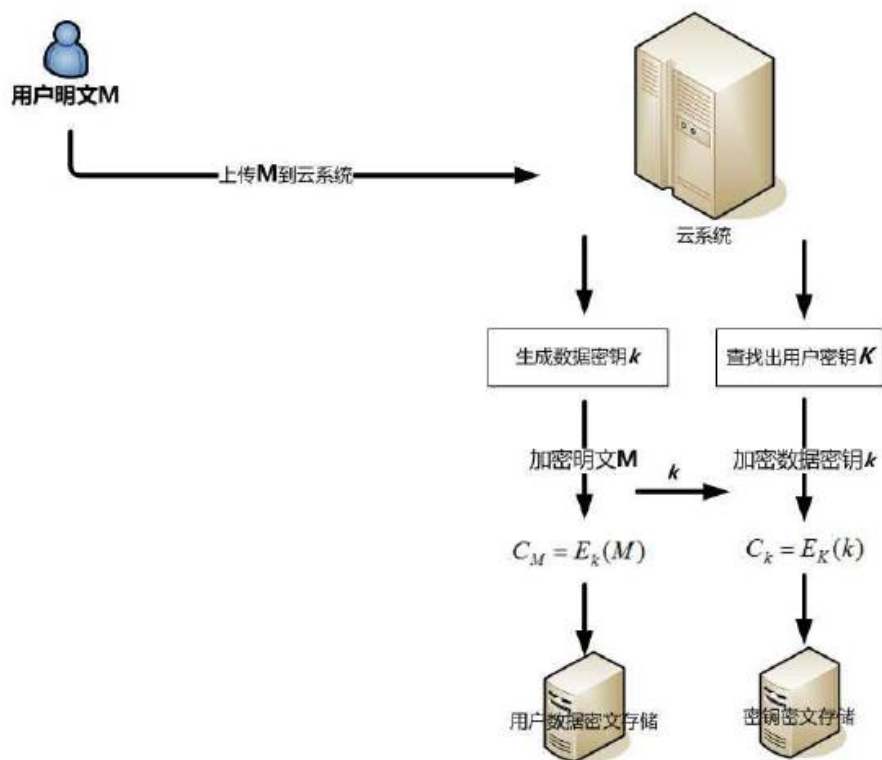 用户明文M
上传M到云系统
云系统
生成数据密钥k
查找出用户密钥K
加密明文M
k
加密数据密钥k
C_M = E_k(M)
C_k = E_K(k)
用户数据密文存储
密钥密文存储